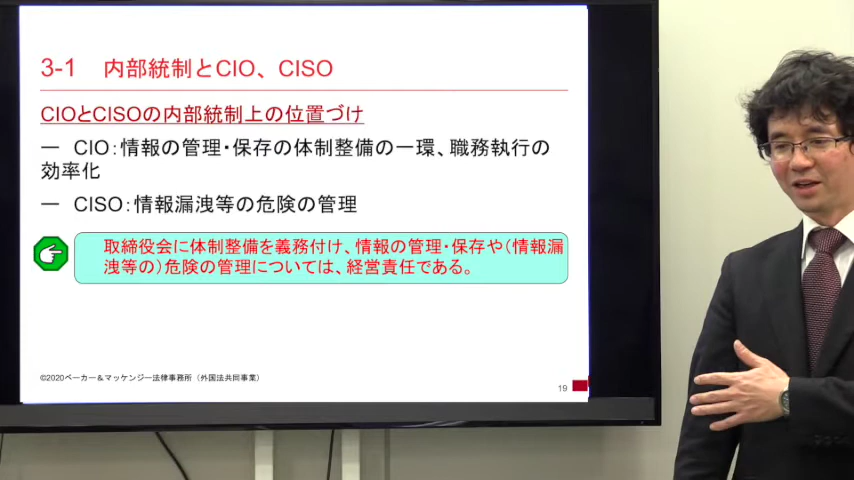 3-1 内部統制とCIO、CISO
CIOとCISOの内部統制上の位置づけ
— CIO:情報の管理・保存の体制整備の一環、職務執行の
効率化
— CISO:情報漏洩等の危険の管理
取締役会に体制整備を義務付け、情報の管理・保存や(情報漏
洩等の)危険の管理については、経営責任である。
©2020ベーカー&マッケンジー法律事務所(外国法共同事業)
19